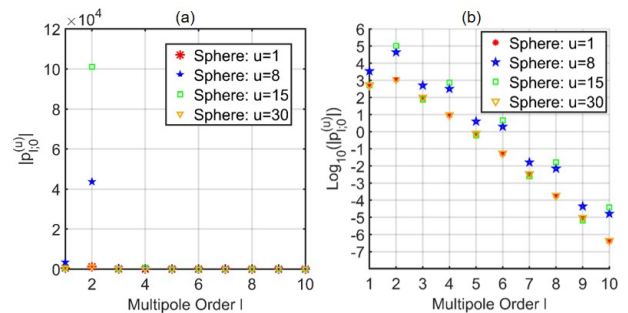 (a)
×10⁴
12
10
8
6
4
2
0
2 4 6 8 10
|p_{l;0}^{(u)}|
Multipole Order l
Sphere: u=1
Sphere: u=8
Sphere: u=15
Sphere: u=30
(b)
6
5
4
3
2
1
0
-1
-2
-3
-4
-5
-6
-7
1 2 3 4 5 6 7 8 9 10
Log₁₀(|p_{l;0}^{(u)}|)
Multipole Order l
Sphere: u=1
Sphere: u=8
Sphere: u=15
Sphere: u=30